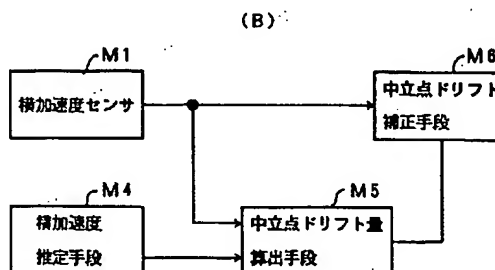 (B)
M1
横加速度センサ
M6
中立点ドリフト
補正手段
M4
横加速度
推定手段
M5
中立点ドリフト量
算出手段